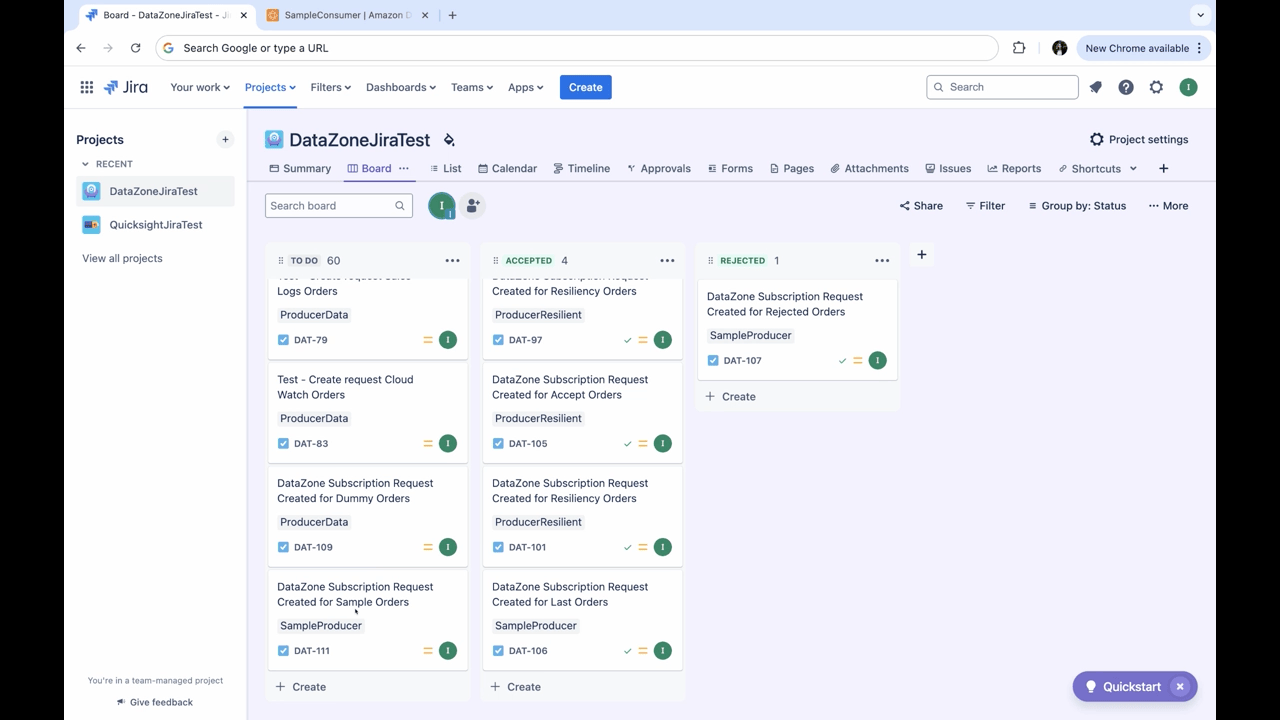 Board - DataZoneJiraTest - Ji
SampleConsumer | Amazon D
Search Google or type a URL
New Chrome available
Jira
Your work
Projects
Filters
Dashboards
Teams
Apps
Create
Search
I
Projects
RECENT
DataZoneJiraTest
QuicksightJiraTest
View all projects
You're in a team-managed project
Give feedback
DataZoneJiraTest
Project settings
Summary
Board
List
Calendar
Timeline
Approvals
Forms
Pages
Attachments
Issues
Reports
Shortcuts
Search board
I
I
Share
Filter
Group by: Status
More
TO DO 60
Logs Orders
ProducerData
DAT-79
I
Test - Create request Cloud
Watch Orders
ProducerData
DAT-83
I
DataZone Subscription Request
Created for Dummy Orders
ProducerData
DAT-109
I
DataZone Subscription Request
Created for Sample Orders
SampleProducer
DAT-111
I
Create
ACCEPTED 4
DataZone Subscription Request
Created for Resiliency Orders
ProducerResilient
DAT-97
I
DataZone Subscription Request
Created for Accept Orders
ProducerResilient
DAT-105
I
DataZone Subscription Request
Created for Resiliency Orders
ProducerResilient
DAT-101
I
DataZone Subscription Request
Created for Last Orders
SampleProducer
DAT-106
I
Create
REJECTED 1
DataZone Subscription Request
Created for Rejected Orders
SampleProducer
DAT-107
I
Create
Quickstart